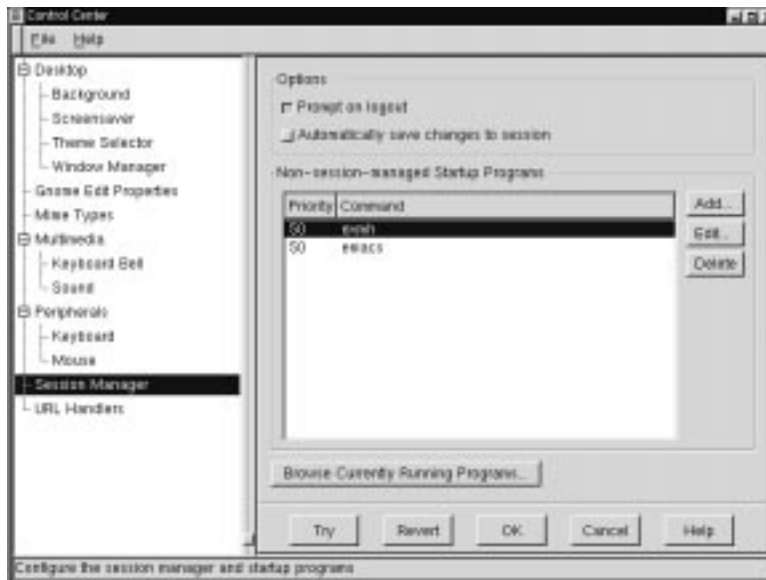 Control Center
File Help
Desktop
Background
Screensaver
Theme Selector
Window Manager
Gnome Edit Properties
Mime Types
Multimedia
Keyboard Bell
Sound
Peripherals
Keyboard
Mouse
Session Manager
URL Handlers
Options
Prompt on logout
Automatically save changes to session
Non-session-managed Startup Programs
Priority Command
50 exmh
50 emacs
Add...
Edit...
Delete
Browse Currently Running Programs...
Try Revert OK Cancel Help
Configure the session manager and startup programs